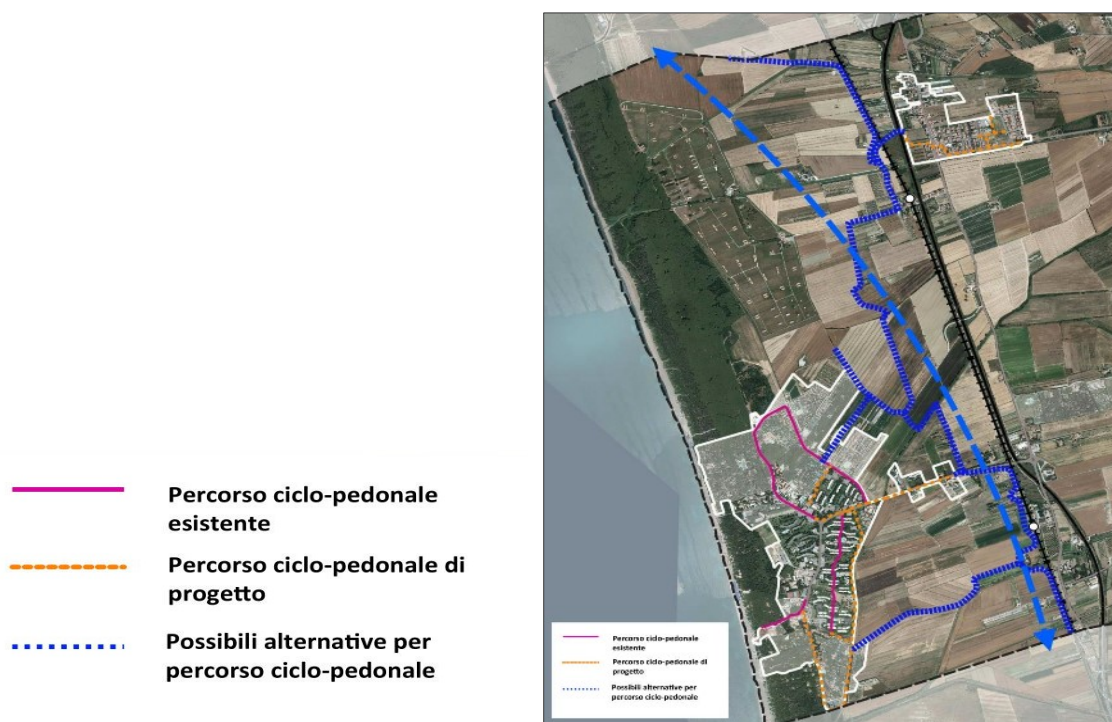 Percorso ciclo-pedonale
esistente
Percorso ciclo-pedonale di
progetto
Possibili alternative per
percorso ciclo-pedonale
Percorso ciclo-pedonale
esistente
Percorso ciclo-pedonale di
progetto
Possibili alternative per
percorso ciclo-pedonale